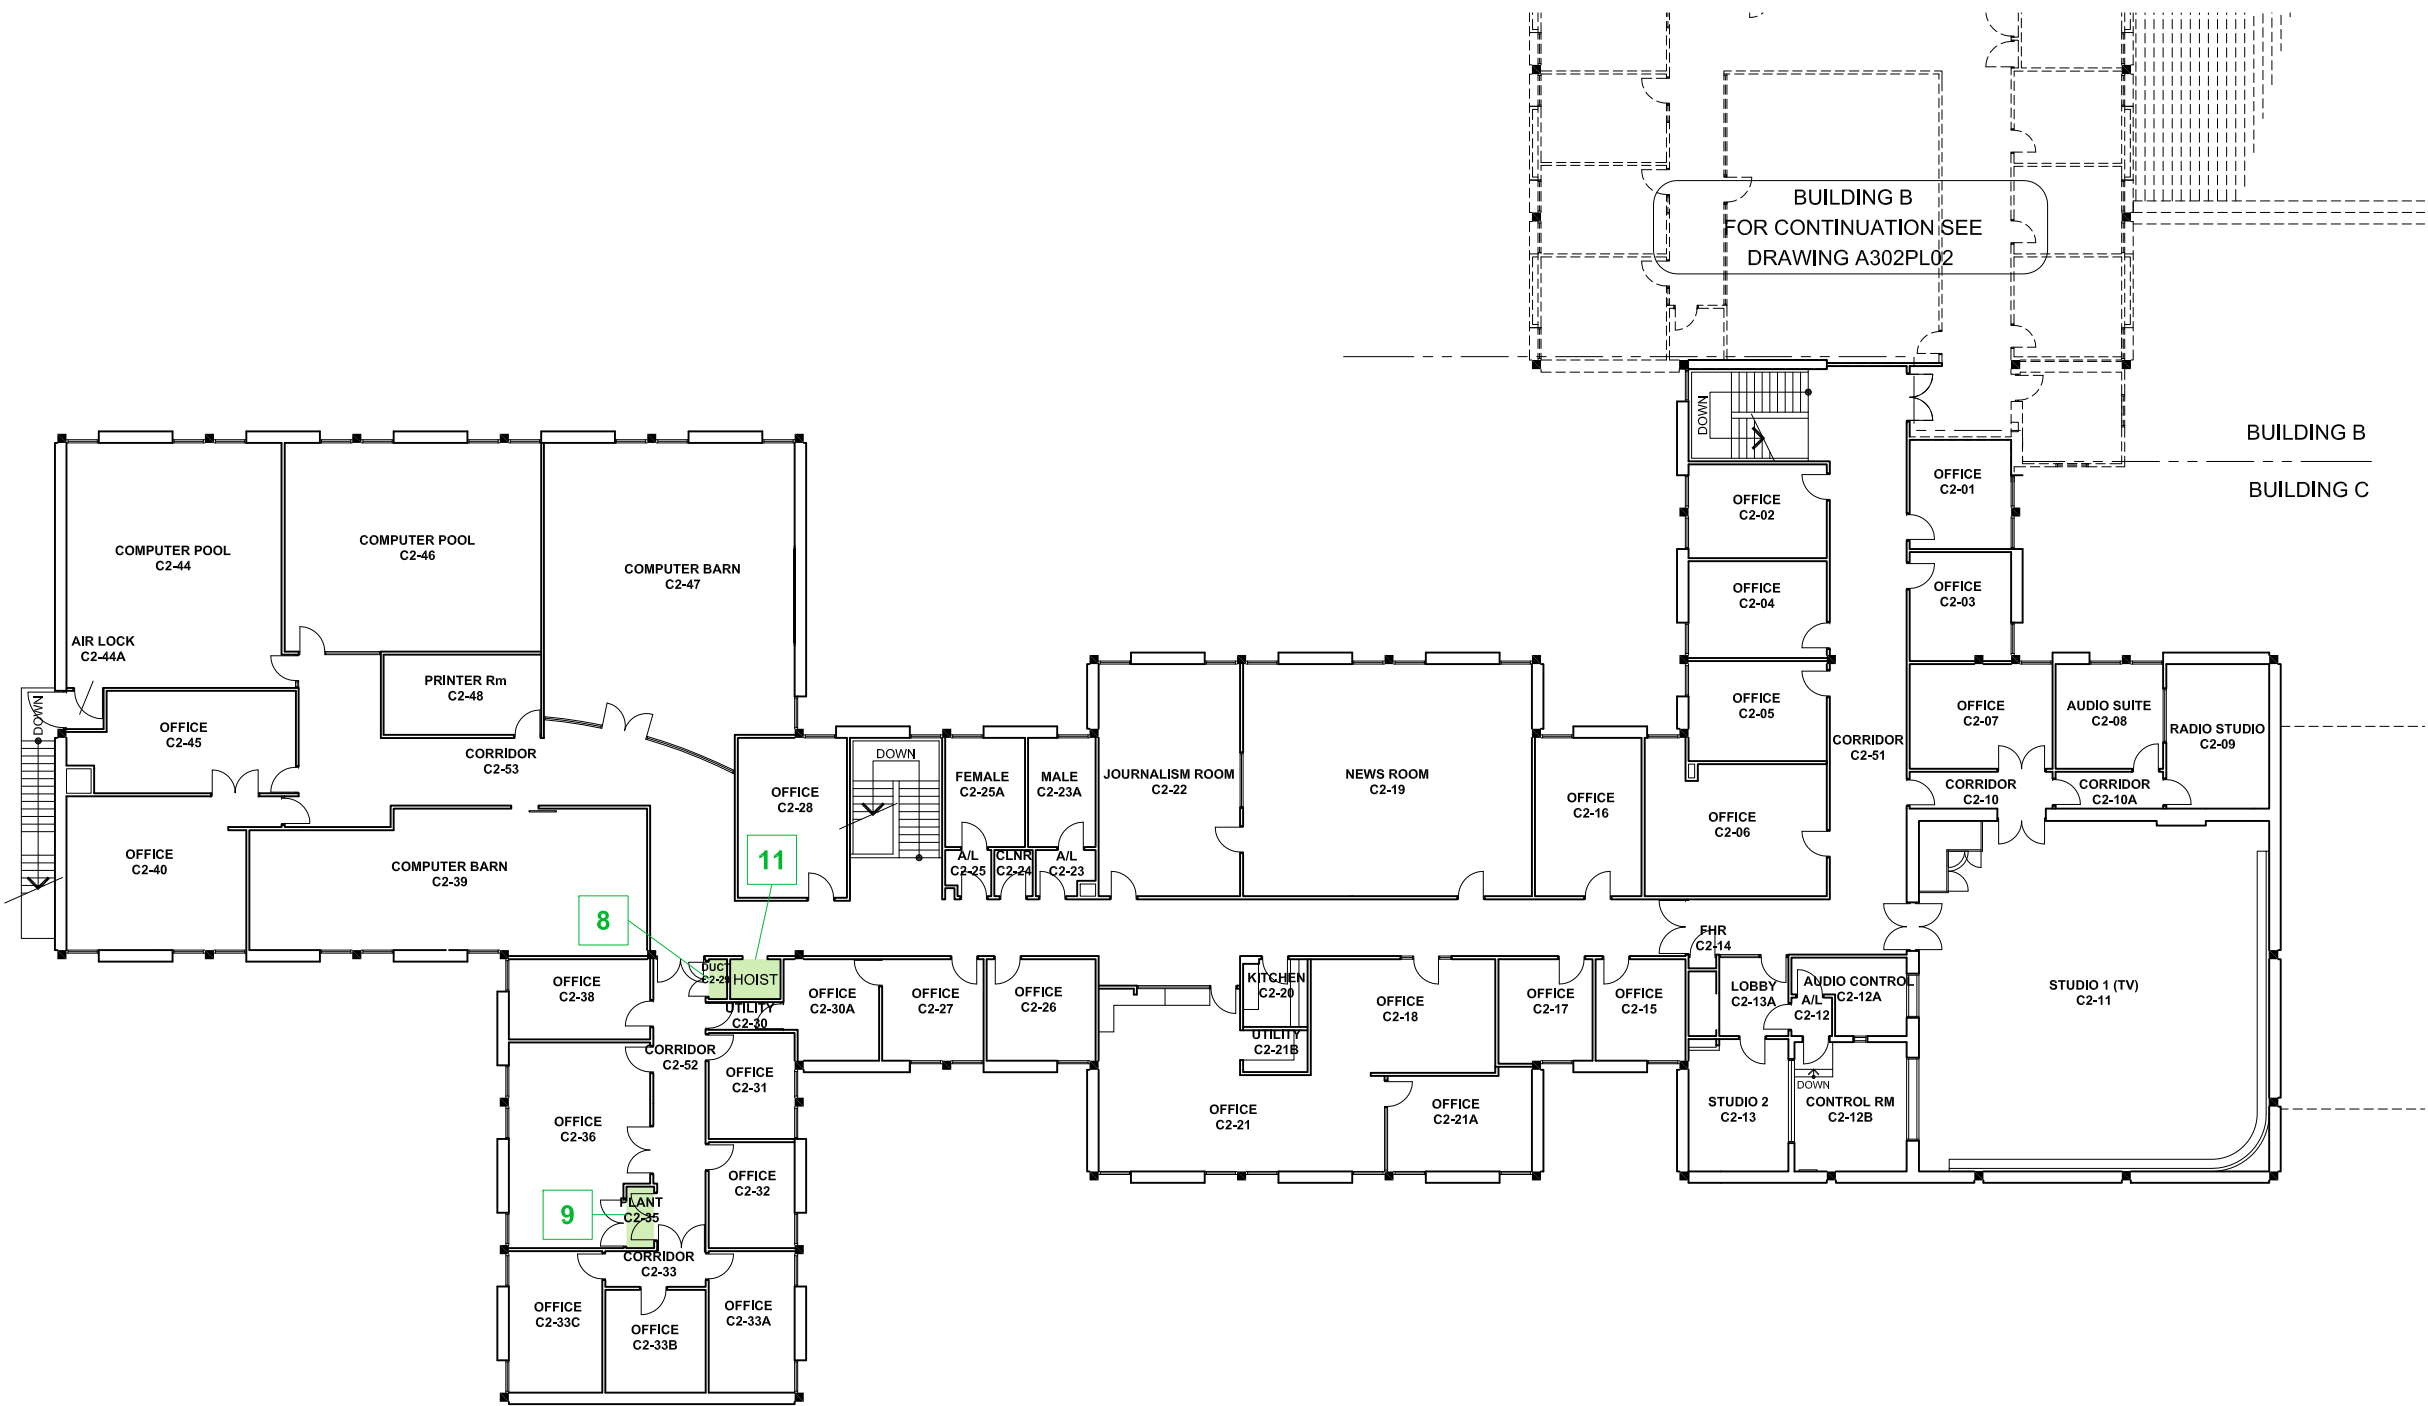 BUILDING B
FOR CONTINUATION SEE
DRAWING A302PL02
BUILDING B
BUILDING C
DOWN
OFFICE
C2-01
OFFICE
C2-02
OFFICE
C2-03
OFFICE
C2-04
OFFICE
C2-05
OFFICE
C2-06
CORRIDOR
C2-51
OFFICE
C2-07
AUDIO SUITE
C2-08
RADIO STUDIO
C2-09
CORRIDOR
C2-10
CORRIDOR
C2-10A
COMPUTER POOL
C2-44
COMPUTER POOL
C2-46
COMPUTER BARN
C2-47
AIR LOCK
C2-44A
PRINTER Rm
C2-48
DOWN
OFFICE
C2-45
CORRIDOR
C2-53
OFFICE
C2-40
COMPUTER BARN
C2-39
OFFICE
C2-28
DOWN
FEMALE
C2-25A
MALE
C2-23A
A/L
C2-25
CLNR
C2-24
A/L
C2-23
JOURNALISM ROOM
C2-22
NEWS ROOM
C2-19
OFFICE
C2-16
11
8
9
DUCT
C2-29
HOIST
UTILITY
C2-30
OFFICE
C2-38
OFFICE
C2-30A
OFFICE
C2-27
OFFICE
C2-26
KITCHEN
C2-20
UTILITY
C2-21B
OFFICE
C2-18
OFFICE
C2-17
OFFICE
C2-15
FHR
C2-14
LOBBY
C2-13A
A/L
C2-12
AUDIO CONTROL
C2-12A
STUDIO 1 (TV)
C2-11
CORRIDOR
C2-52
OFFICE
C2-31
OFFICE
C2-36
OFFICE
C2-32
PLANT
C2-35
CORRIDOR
C2-33
OFFICE
C2-33C
OFFICE
C2-33B
OFFICE
C2-33A
OFFICE
C2-21
OFFICE
C2-21A
STUDIO 2
C2-13
DOWN
CONTROL RM
C2-12B